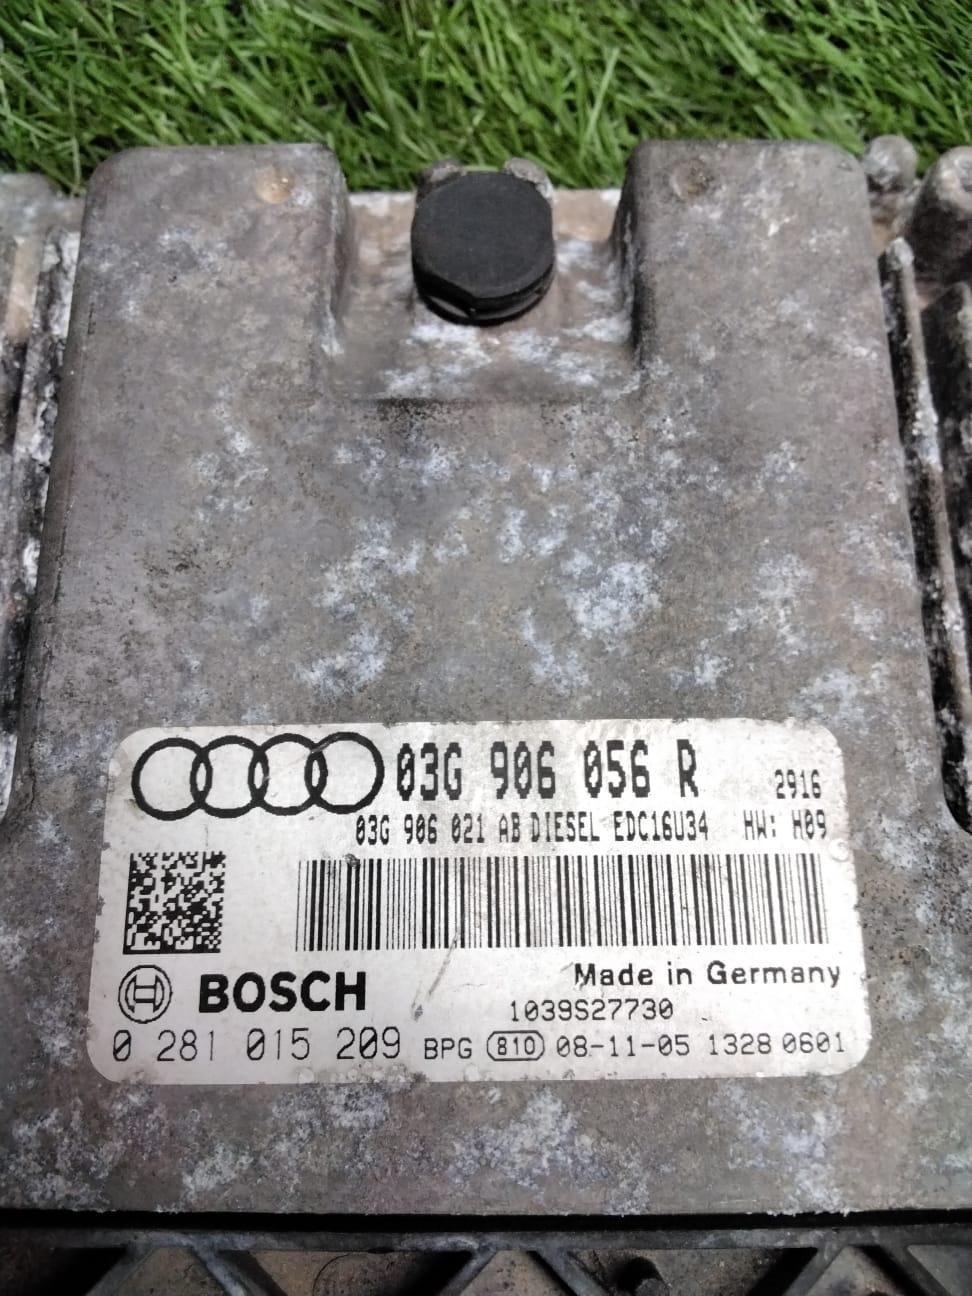 03G 906 056 R 2916
03G 906 021 AB DIESEL EDC16U34 HW: H09
BOSCH
Made in Germany
1039S27730
0 281 015 209 BPG 810 08-11-05 1328 0601